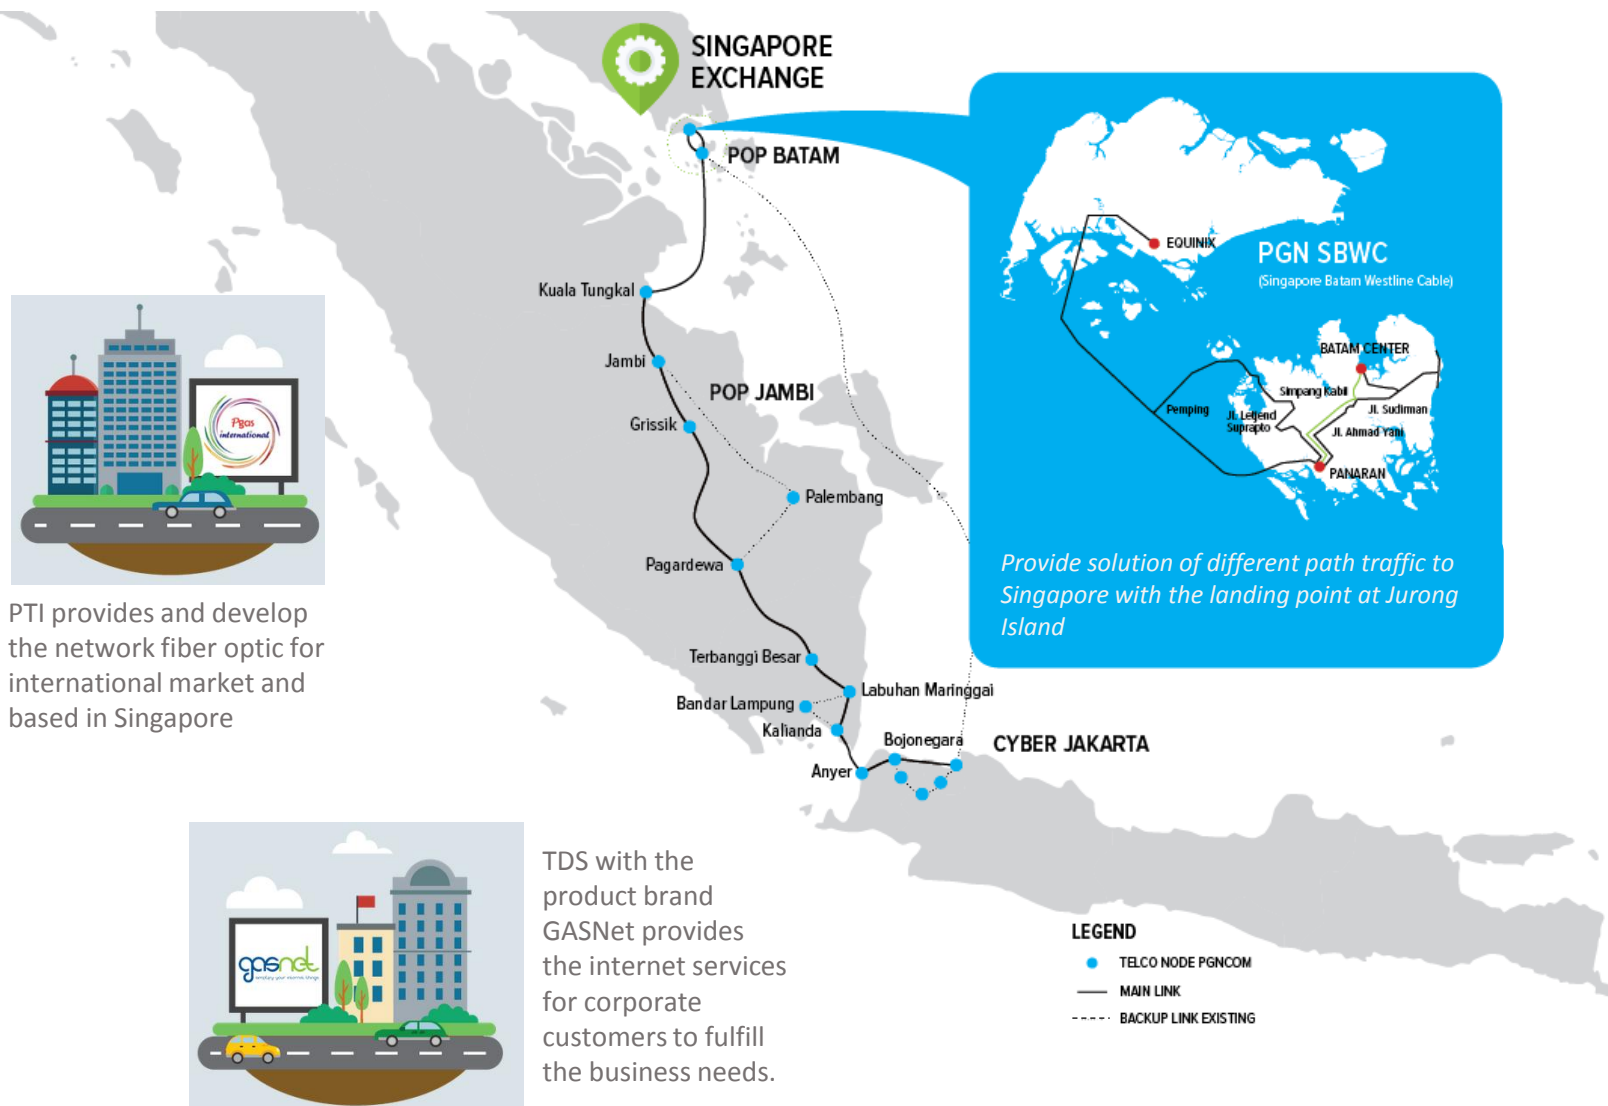 SINGAPORE
EXCHANGE
POP BATAM
Kuala Tungkal
Jambi
POP JAMBI
Grissik
Palembang
Pagardewa
Terbanggi Besar
Labuhan Maringgai
Bandar Lampung
Kalianda
Bojonegara
CYBER JAKARTA
Anyer
EQUINIX
PGN SBWC
(Singapore Batam Westline Cable)
BATAM CENTER
Simpang Kabil
Pemping
Jl. Letjend
Suprapto
Jl. Sudirman
Jl. Ahmad Yani
PANARAN
Provide solution of different path traffic to
Singapore with the landing point at Jurong
Island
Pgas
international
PTI provides and develop
the network fiber optic for
international market and
based in Singapore
gasnet
TDS with the
product brand
GASNet provides
the internet services
for corporate
customers to fulfill
the business needs.
LEGEND
TELCO NODE PGNCOM
MAIN LINK
BACKUP LINK EXISTING